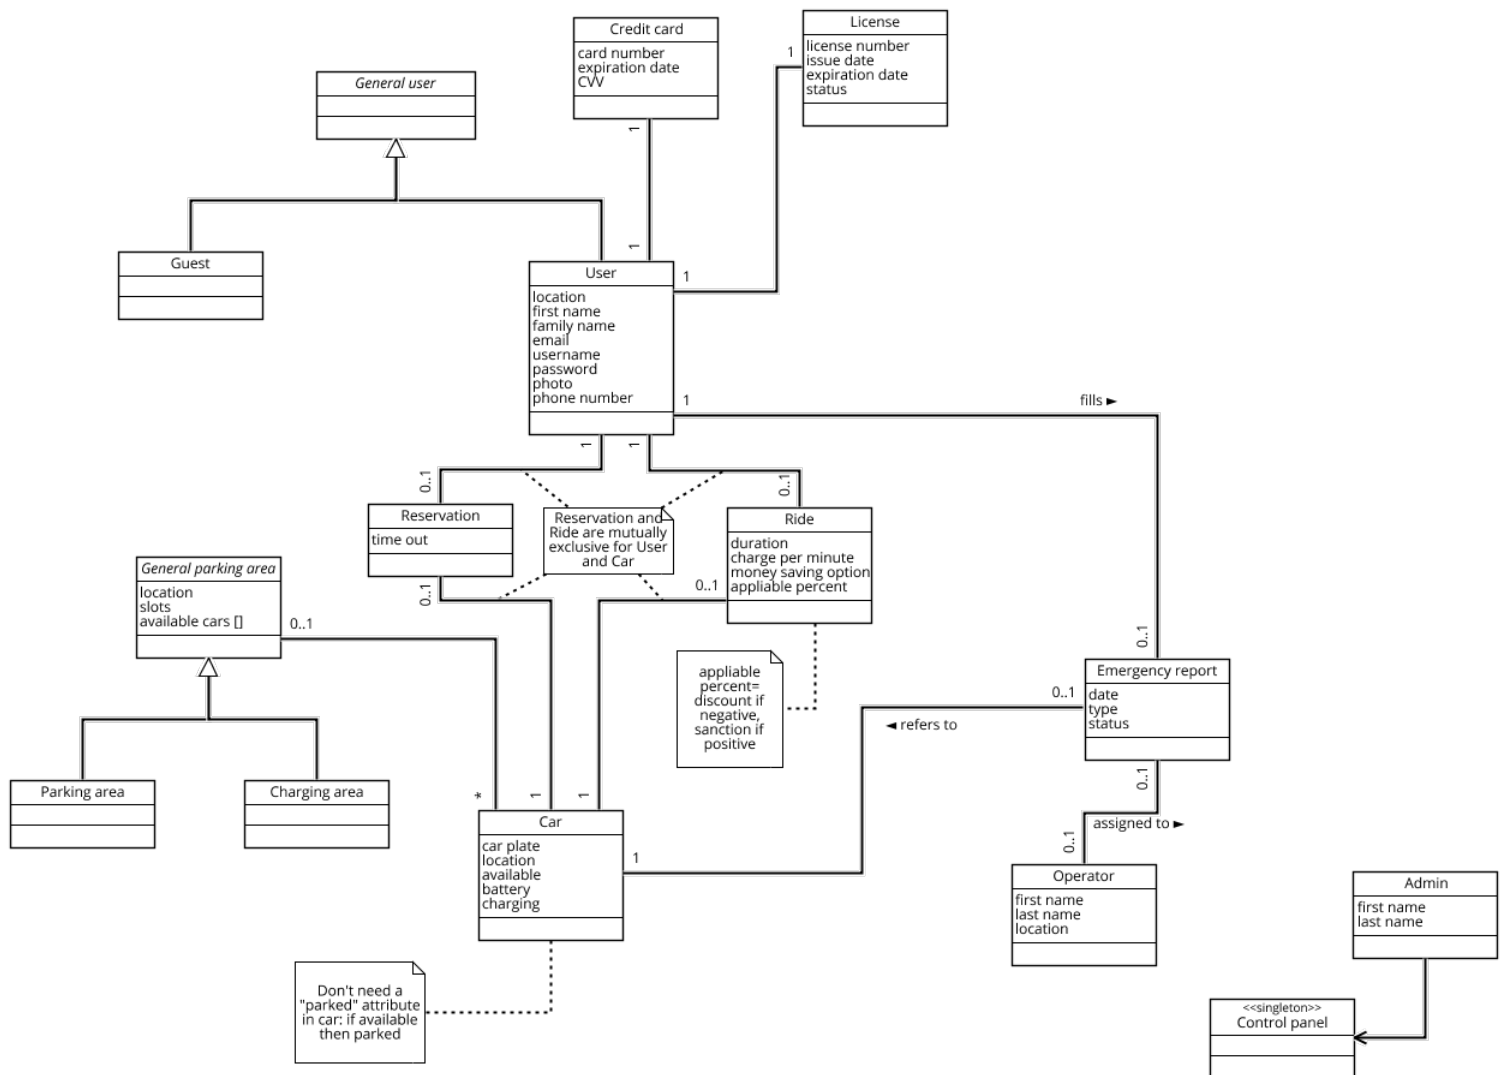 Credit card
card number
expiration date
CVV
1
License
license number
issue date
expiration date
status
1
General user
Guest
1
User
location
first name
family name
email
username
password
photo
phone number
1
1
fills ►
1
1
0..1
0..1
Reservation
time out
0..1
Reservation and
Ride are mutually
exclusive for User
and Car
Ride
duration
charge per minute
money saving option
appliable percent
0..1
General parking area
location
slots
available cars []
0..1
appliable
percent=
discount if
negative,
sanction if
positive
0..1
Emergency report
date
type
status
0..1
◄ refers to
0..1
assigned to ►
0..1
Parking area
Charging area
*
1
1
Car
car plate
location
available
battery
charging
1
Operator
first name
last name
location
Admin
first name
last name
Don't need a
"parked" attribute
in car: if available
then parked
<<singleton>>
Control panel